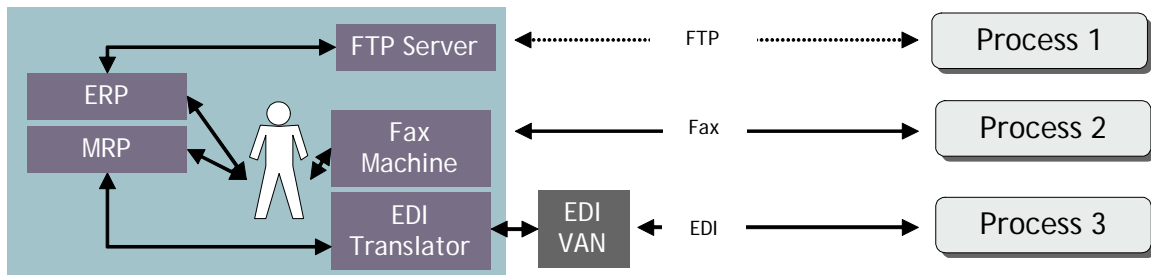 FTP Server
FTP
Process 1
ERP
MRP
Fax
Machine
Fax
Process 2
EDI
Translator
EDI
VAN
EDI
Process 3